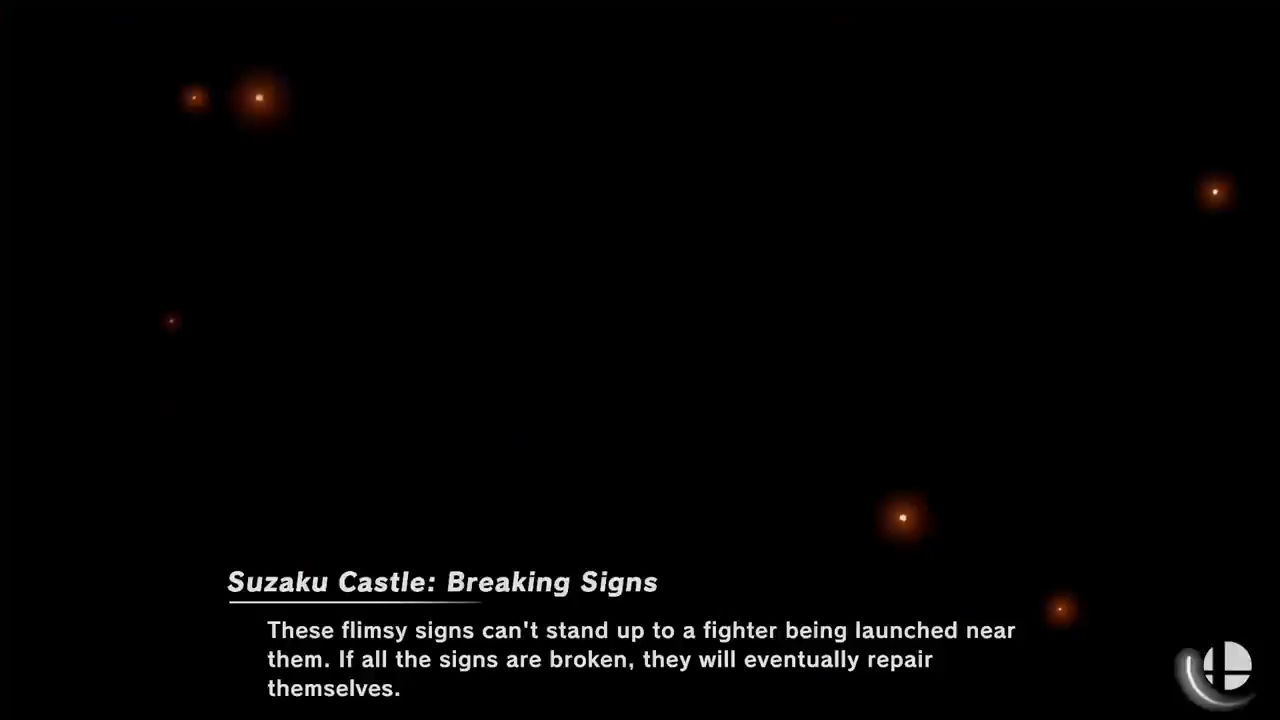 Suzaku Castle: Breaking Signs
These flimsy signs can't stand up to a fighter being launched near
them. If all the signs are broken, they will eventually repair
themselves.